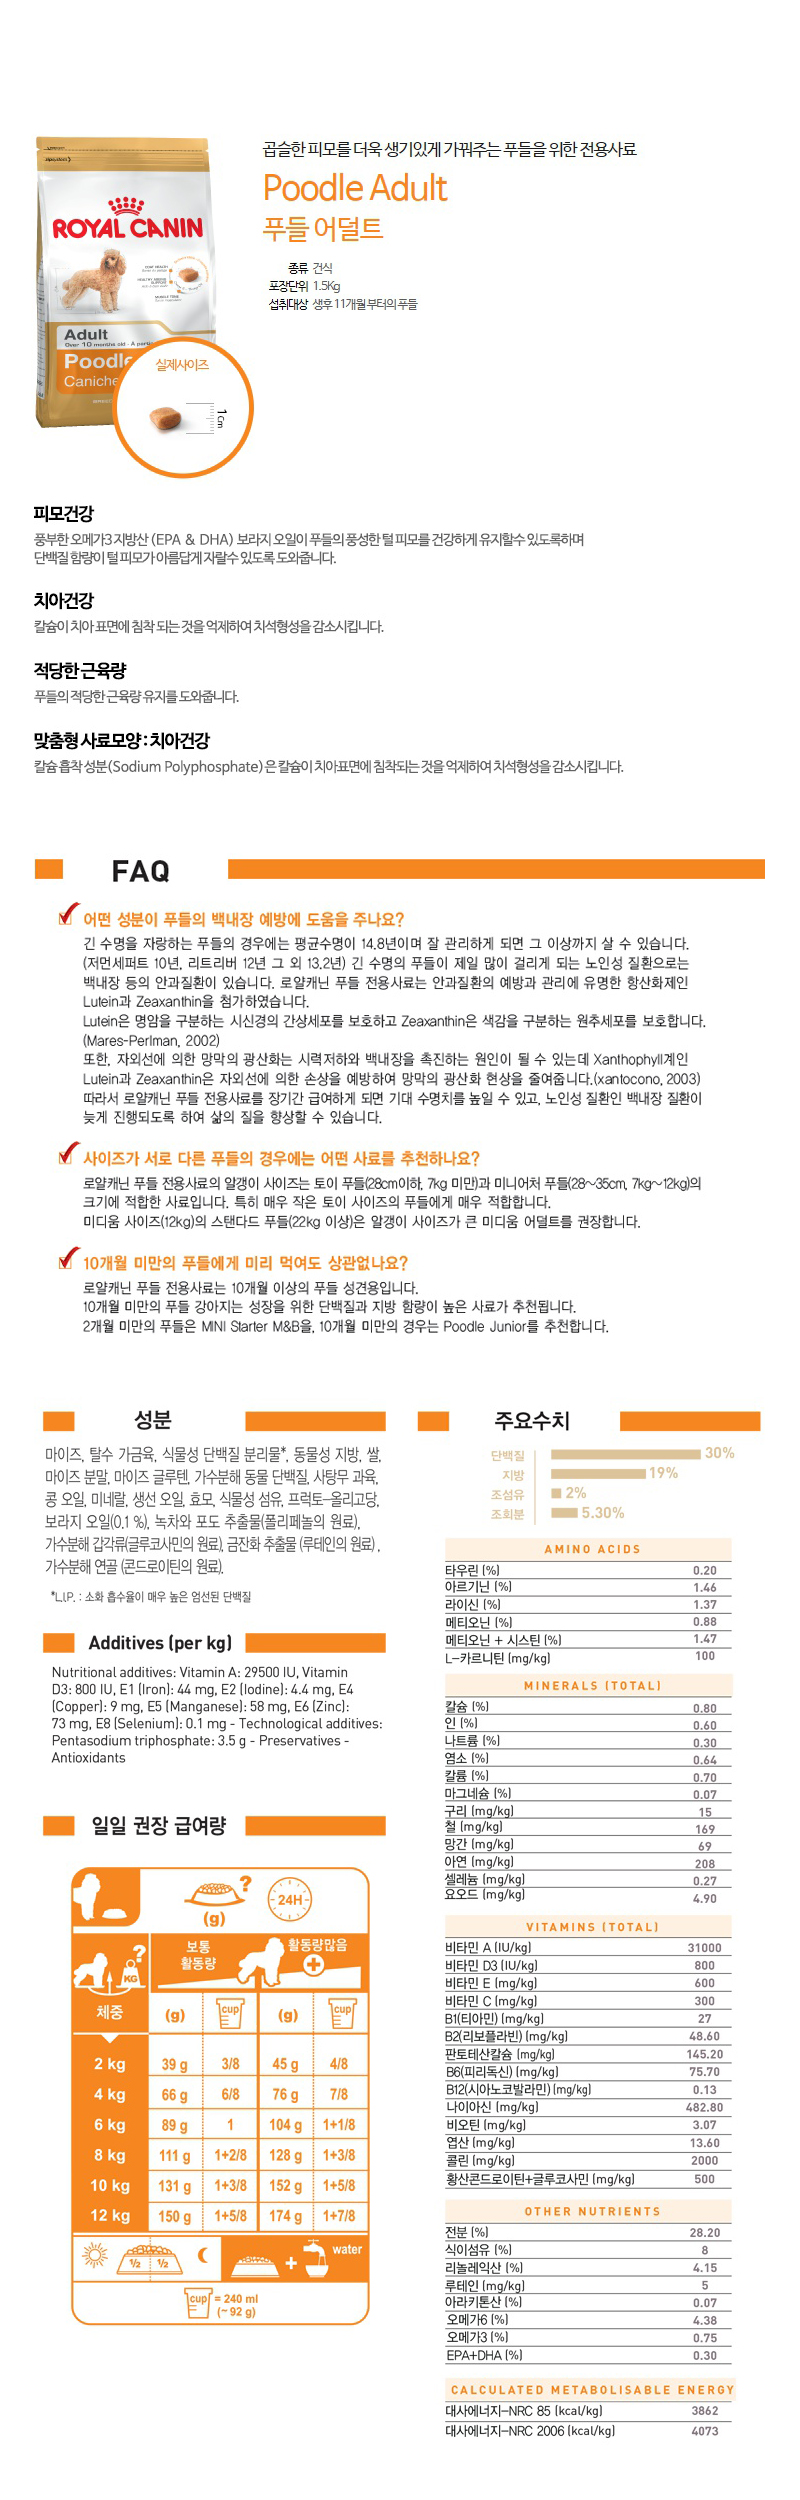 곱슬한 피모를 더욱 생기있게 가꿔주는 푸들을 위한 전용사료
Poodle Adult
푸들 어덜트
종류 건식
포장단위 1.5Kg
섭취대상 생후 11개월 부터의 푸들
ROYAL CANIN
Adult
Over 10 months old
Poodle
Caniche
실제사이즈
1 Cm
피모건강
풍부한 오메가3 지방산 (EPA & DHA) 보라지 오일이 푸들의 풍성한 털 피모를 건강하게 유지할수 있도록하며
단백질 함량이 털 피모가 아름답게 자랄수 있도록 도와줍니다.
치아건강
칼슘이 치아 표면에 침착 되는 것을 억제하여 치석형성을 감소시킵니다.
적당한 근육량
푸들의 적당한 근육량 유지를 도와줍니다.
맞춤형 사료모양 : 치아건강
칼슘 흡착 성분(Sodium Polyphosphate) 은 칼슘이 치아표면에 침착되는 것을 억제하여 치석형성을 감소시킵니다.
FAQ
어떤 성분이 푸들의 백내장 예방에 도움을 주나요?
긴 수명을 자랑하는 푸들의 경우에는 평균수명이 14.8년이며 잘 관리하게 되면 그 이상까지 살 수 있습니다.
(저먼세퍼트 10년, 리트리버 12년 그 외 13.2년) 긴 수명의 푸들이 제일 많이 걸리게 되는 노인성 질환으로는
백내장 등의 안과질환이 있습니다. 로얄캐닌 푸들 전용사료는 안과질환의 예방과 관리에 유명한 항산화제인
Lutein과 Zeaxanthin을 첨가하였습니다.
Lutein은 명암을 구분하는 시신경의 간상세포를 보호하고 Zeaxanthin은 색감을 구분하는 원추세포를 보호합니다.
(Mares-Perlman, 2002)
또한, 자외선에 의한 망막의 광산화는 시력저하와 백내장을 촉진하는 원인이 될 수 있는데 Xanthophyll계인
Lutein과 Zeaxanthin은 자외선에 의한 손상을 예방하여 망막의 광산화 현상을 줄여줍니다.(xantocono, 2003)
따라서 로얄캐닌 푸들 전용사료를 장기간 급여하게 되면 기대 수명치를 높일 수 있고, 노인성 질환인 백내장 질환이
늦게 진행되도록 하여 삶의 질을 향상할 수 있습니다.
사이즈가 서로 다른 푸들의 경우에는 어떤 사료를 추천하나요?
로얄캐닌 푸들 전용사료의 알갱이 사이즈는 토이 푸들(28cm이하, 7kg 미만)과 미니어처 푸들(28~35cm, 7kg~12kg)의
크기에 적합한 사료입니다. 특히 매우 작은 토이 사이즈의 푸들에게 매우 적합합니다.
미디움 사이즈(12kg)의 스탠다드 푸들(22kg 이상)은 알갱이 사이즈가 큰 미디움 어덜트를 권장합니다.
10개월 미만의 푸들에게 미리 먹여도 상관없나요?
로얄캐닌 푸들 전용사료는 10개월 이상의 푸들 성견용입니다.
10개월 미만의 푸들 강아지는 성장을 위한 단백질과 지방 함량이 높은 사료가 추천됩니다.
2개월 미만의 푸들은 MINI Starter M&B을, 10개월 미만의 경우는 Poodle Junior를 추천합니다.
성분
마이즈, 탈수 가금육, 식물성 단백질 분리물*, 동물성 지방, 쌀,
마이즈 분말, 마이즈 글루텐, 가수분해 동물 단백질, 사탕무 과육,
콩 오일, 미네랄, 생선 오일, 효모, 식물성 섬유, 프럭토-올리고당,
보라지 오일(0.1 %), 녹차와 포도 추출물(폴리페놀의 원료),
가수분해 갑각류(글루코사민의 원료), 금잔화 추출물 (루테인의 원료) ,
가수분해 연골 (콘드로이틴의 원료).
*L.I.P. : 소화 흡수율이 매우 높은 엄선된 단백질
Additives (per kg)
Nutritional additives: Vitamin A: 29500 IU, Vitamin
D3: 800 IU, E1 (Iron): 44 mg, E2 (Iodine): 4.4 mg, E4
(Copper): 9 mg, E5 (Manganese): 58 mg, E6 (Zinc):
73 mg, E8 (Selenium): 0.1 mg - Technological additives:
Pentasodium triphosphate: 3.5 g - Preservatives -
Antioxidants
일일 권장 급여량
? (g) 24H
? KG 체중
보통 활동량
활동량많음
(g) cup (g) cup
2 kg 39 g 3/8 45 g 4/8
4 kg 66 g 6/8 76 g 7/8
6 kg 89 g 1 104 g 1+1/8
8 kg 111 g 1+2/8 128 g 1+3/8
10 kg 131 g 1+3/8 152 g 1+5/8
12 kg 150 g 1+5/8 174 g 1+7/8
1/2 1/2 + water
cup = 240 ml
(~ 92 g)
주요수치
단백질 30%
지방 19%
조섬유 2%
조회분 5.30%
AMINO ACIDS
타우린 (%) 0.20
아르기닌 (%) 1.46
라이신 (%) 1.37
메티오닌 (%) 0.88
메티오닌 + 시스틴 (%) 1.47
L-카르니틴 (mg/kg) 100
MINERALS (TOTAL)
칼슘 (%) 0.80
인 (%) 0.60
나트륨 (%) 0.30
염소 (%) 0.64
칼륨 (%) 0.70
마그네슘 (%) 0.07
구리 (mg/kg) 15
철 (mg/kg) 169
망간 (mg/kg) 69
아연 (mg/kg) 208
셀레늄 (mg/kg) 0.27
요오드 (mg/kg) 4.90
VITAMINS (TOTAL)
비타민 A (IU/kg) 31000
비타민 D3 (IU/kg) 800
비타민 E (mg/kg) 600
비타민 C (mg/kg) 300
B1(티아민) (mg/kg) 27
B2(리보플라빈) (mg/kg) 48.60
판토테산칼슘 (mg/kg) 145.20
B6(피리독신) (mg/kg) 75.70
B12(시아노코발라민) (mg/kg) 0.13
나이아신 (mg/kg) 482.80
비오틴 (mg/kg) 3.07
엽산 (mg/kg) 13.60
콜린 (mg/kg) 2000
황산콘드로이틴+글루코사민 (mg/kg) 500
OTHER NUTRIENTS
전분 (%) 28.20
식이섬유 (%) 8
리놀레익산 (%) 4.15
루테인 (mg/kg) 5
아라키톤산 (%) 0.07
오메가6 (%) 4.38
오메가3 (%) 0.75
EPA+DHA (%) 0.30
CALCULATED METABOLISABLE ENERGY
대사에너지-NRC 85 (kcal/kg) 3862
대사에너지-NRC 2006 (kcal/kg) 4073